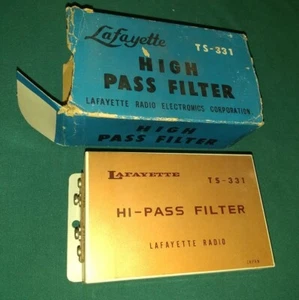 Lafayette TS-331
HIGH
PASS FILTER
LAFAYETTE RADIO ELECTRONICS CORPORATION
HIGH
PASS FILTER
LAFAYETTE TS-331
HI-PASS FILTER
LAFAYETTE RADIO
JAPAN